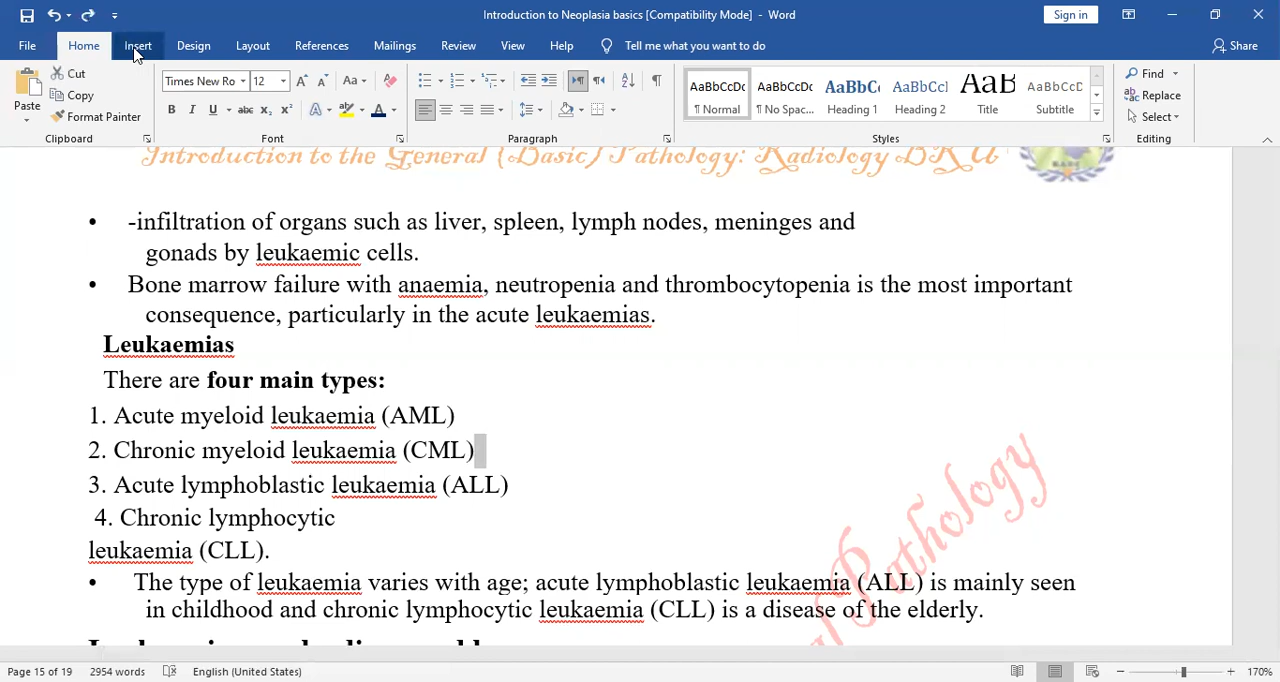 Introduction to Neoplasia basics [Compatibility Mode] - Word
Sign in
File Home Insert Design Layout References Mailings Review View Help Tell me what you want to do Share
Paste
Cut
Copy
Format Painter
Clipboard
Times New Ro 12
Font
Paragraph
AaBbCcDc AaBbCcDc AaBbC AaBbCcI AaB AaBbCcD
¶ Normal ¶ No Spac... Heading 1 Heading 2 Title Subtitle
Styles
Find
Replace
Select
Editing
Introduction to the General (Basic) Pathology: Radiology DRU
• -infiltration of organs such as liver, spleen, lymph nodes, meninges and
gonads by leukaemic cells.
• Bone marrow failure with anaemia, neutropenia and thrombocytopenia is the most important
consequence, particularly in the acute leukaemias.
Leukaemias
There are four main types:
1. Acute myeloid leukaemia (AML)
2. Chronic myeloid leukaemia (CML)
3. Acute lymphoblastic leukaemia (ALL)
4. Chronic lymphocytic
leukaemia (CLL).
• The type of leukaemia varies with age; acute lymphoblastic leukaemia (ALL) is mainly seen
in childhood and chronic lymphocytic leukaemia (CLL) is a disease of the elderly.
al Pathology
Page 15 of 19 2954 words English (United States) 170%